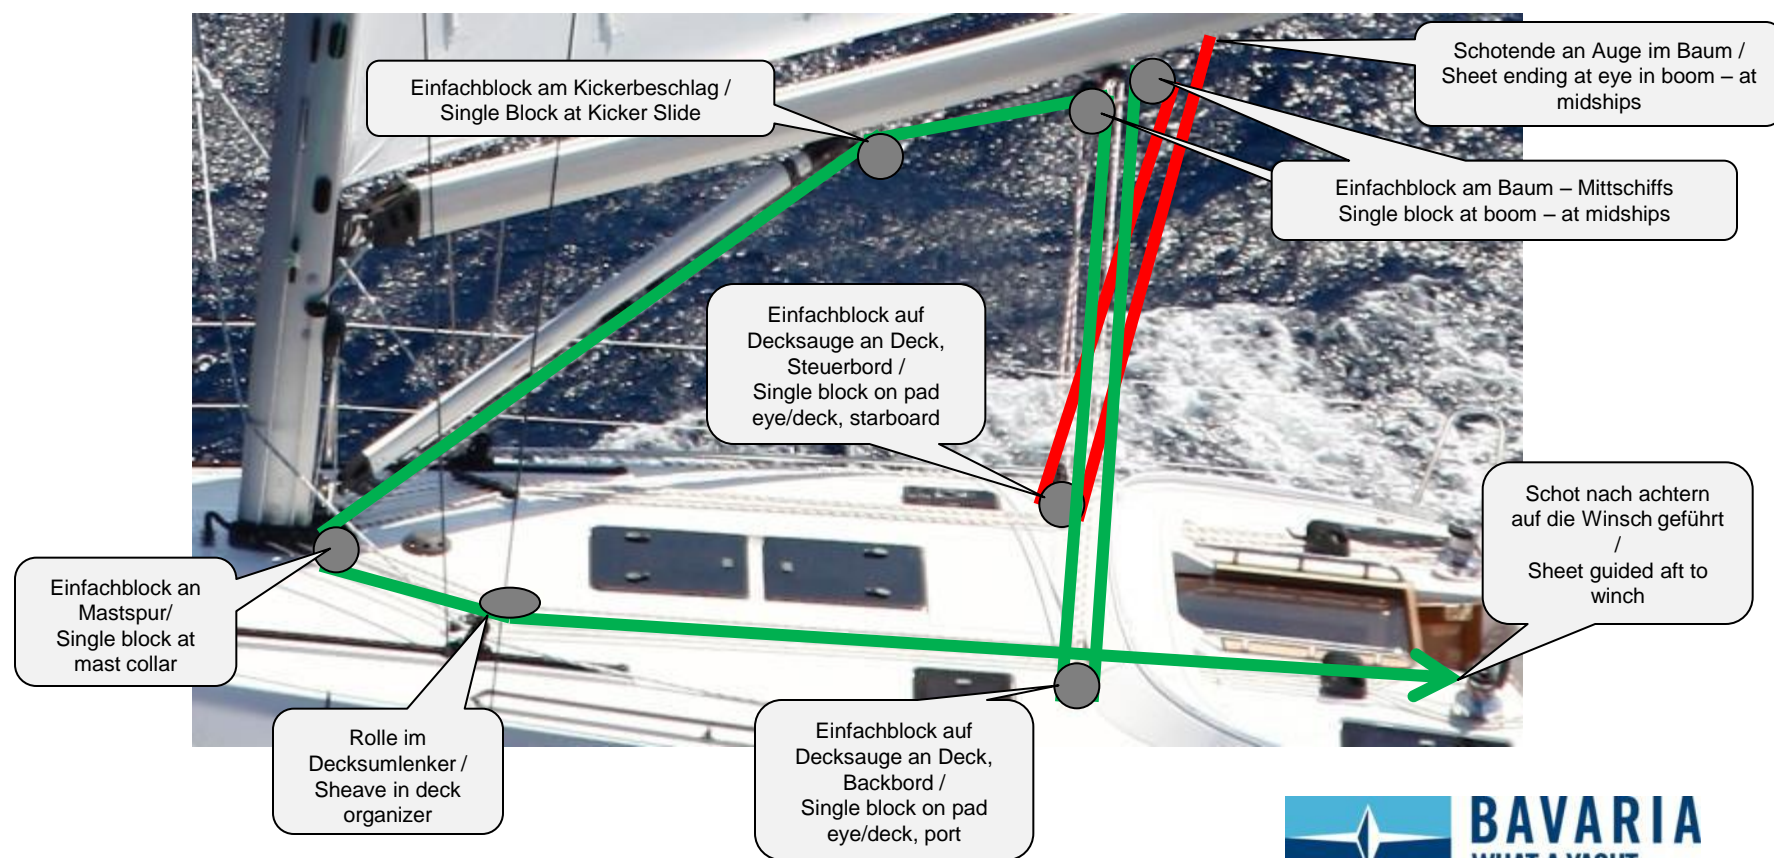 Einfachblock am Kickerbeschlag /
Single Block at Kicker Slide
Schotende an Auge im Baum /
Sheet ending at eye in boom – at
midships
Einfachblock am Baum – Mittschiffs
Single block at boom – at midships
Einfachblock auf
Decksauge an Deck,
Steuerbord /
Single block on pad
eye/deck, starboard
Schot nach achtern
auf die Winsch geführt
/
Sheet guided aft to
winch
Einfachblock an
Mastspur/
Single block at
mast collar
Rolle im
Decksumlenker /
Sheave in deck
organizer
Einfachblock auf
Decksauge an Deck,
Backbord /
Single block on pad
eye/deck, port
BAVARIA
WHAT A YACHT